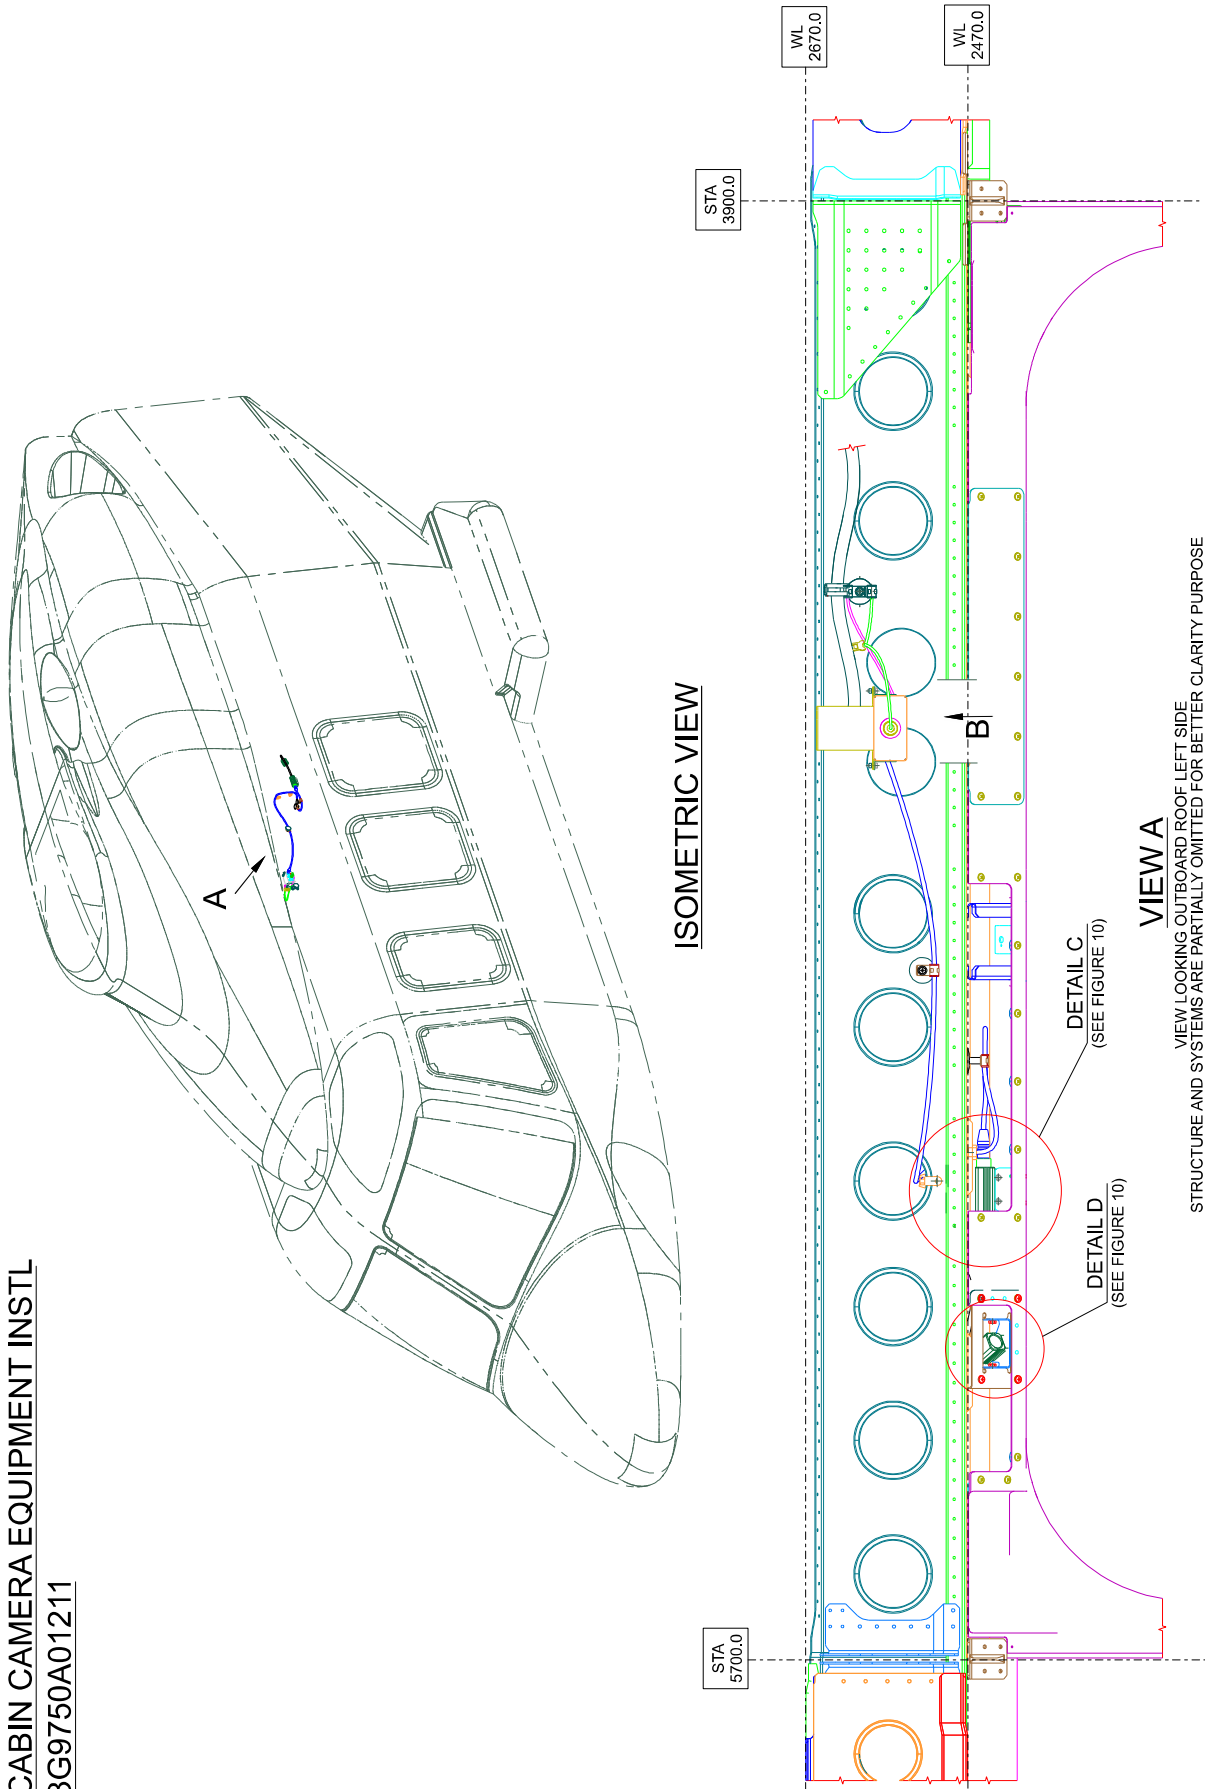 CABIN CAMERA EQUIPMENT INSTL
3G9750A01211
A
ISOMETRIC VIEW
STA
5700.0
STA
3900.0
WL
2670.0
WL
2470.0
B
DETAIL D
(SEE FIGURE 10)
DETAIL C
(SEE FIGURE 10)
VIEW A
VIEW LOOKING OUTBOARD ROOF LEFT SIDE
STRUCTURE AND SYSTEMS ARE PARTIALLY OMITTED FOR BETTER CLARITY PURPOSE